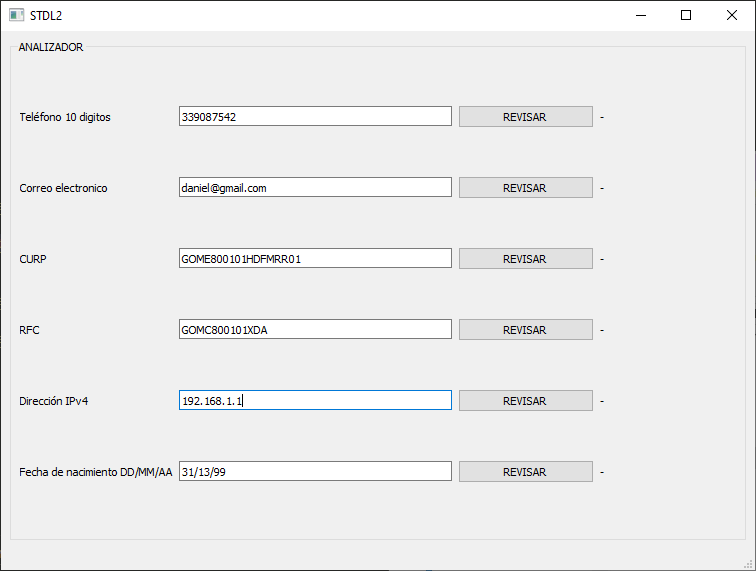 STDL2
ANALIZADOR
Teléfono 10 digitos 339087542 REVISAR -
Correo electronico daniel@gmail.com REVISAR -
CURP GOME800101HDFMRR01 REVISAR -
RFC GOMC800101XDA REVISAR -
Dirección IPv4 192.168.1.1 REVISAR -
Fecha de nacimiento DD/MM/AA 31/13/99 REVISAR -